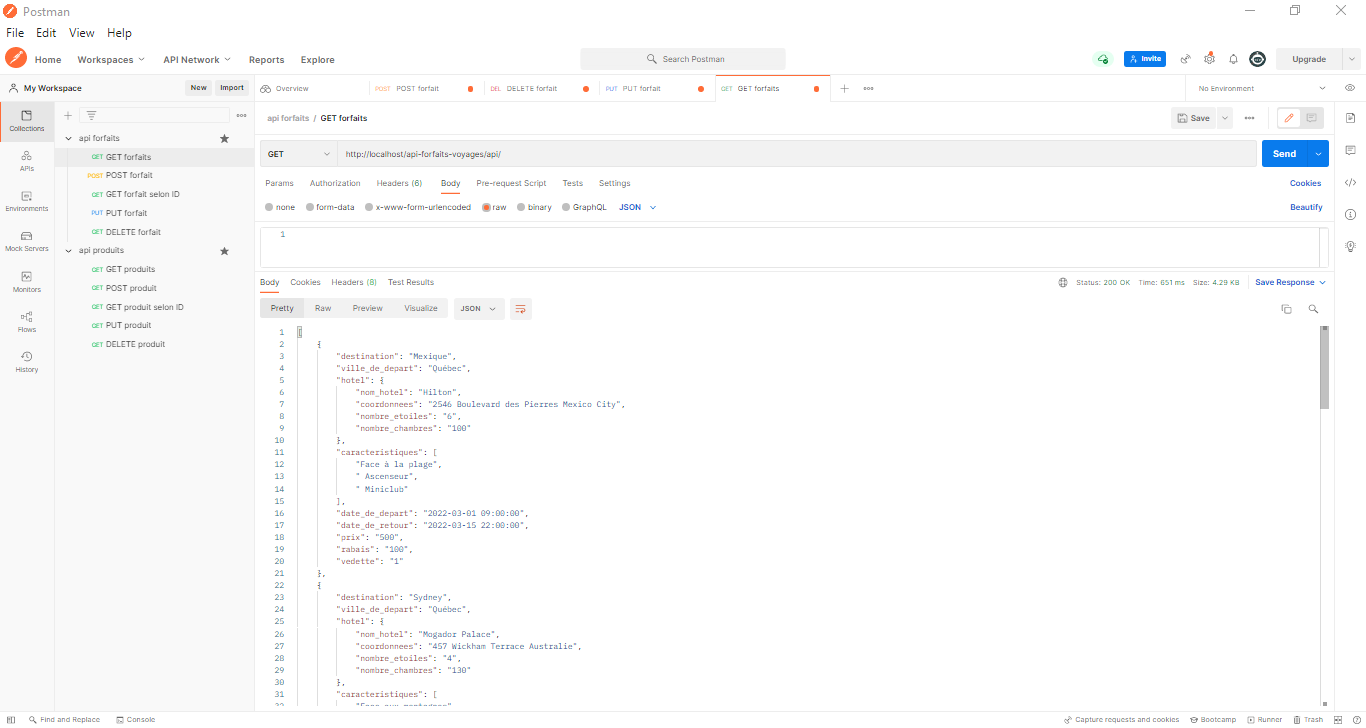 Postman
File Edit View Help
Home Workspaces API Network Reports Explore Search Postman Invite Upgrade
My Workspace New Import Overview POST POST forfait DEL DELETE forfait PUT PUT forfait GET GET forfaits No Environment
Collections
APIs
Environments
Mock Servers
Monitors
Flows
History
api forfaits
GET GET forfaits
POST POST forfait
GET GET forfait selon ID
PUT PUT forfait
GET DELETE forfait
api produits
GET GET produits
GET POST produit
GET GET produit selon ID
GET PUT produit
GET DELETE produit
api forfaits / GET forfaits Save
GET http://localhost/api-forfaits-voyages/api/ Send
Params Authorization Headers (6) Body Pre-request Script Tests Settings Cookies
none form-data x-www-form-urlencoded raw binary GraphQL JSON Beautify
1
Body Cookies Headers (8) Test Results Status: 200 OK Time: 651 ms Size: 4.29 KB Save Response
Pretty Raw Preview Visualize JSON
1 [
2 {
3 "destination": "Mexique",
4 "ville_de_depart": "Québec",
5 "hotel": {
6 "nom_hotel": "Hilton",
7 "coordonnees": "2546 Boulevard des Pierres Mexico City",
8 "nombre_etoiles": "6",
9 "nombre_chambres": "100"
10 },
11 "caracteristiques": [
12 "Face à la plage",
13 " Ascenseur",
14 " Miniclub"
15 ],
16 "date_de_depart": "2022-03-01 09:00:00",
17 "date_de_retour": "2022-03-15 22:00:00",
18 "prix": "500",
19 "rabais": "100",
20 "vedette": "1"
21 },
22 {
23 "destination": "Sydney",
24 "ville_de_depart": "Québec",
25 "hotel": {
26 "nom_hotel": "Mogador Palace",
27 "coordonnees": "457 Wickham Terrace Australie",
28 "nombre_etoiles": "4",
29 "nombre_chambres": "130"
30 },
31 "caracteristiques": [
Find and Replace Console Capture requests and cookies Bootcamp Runner Trash